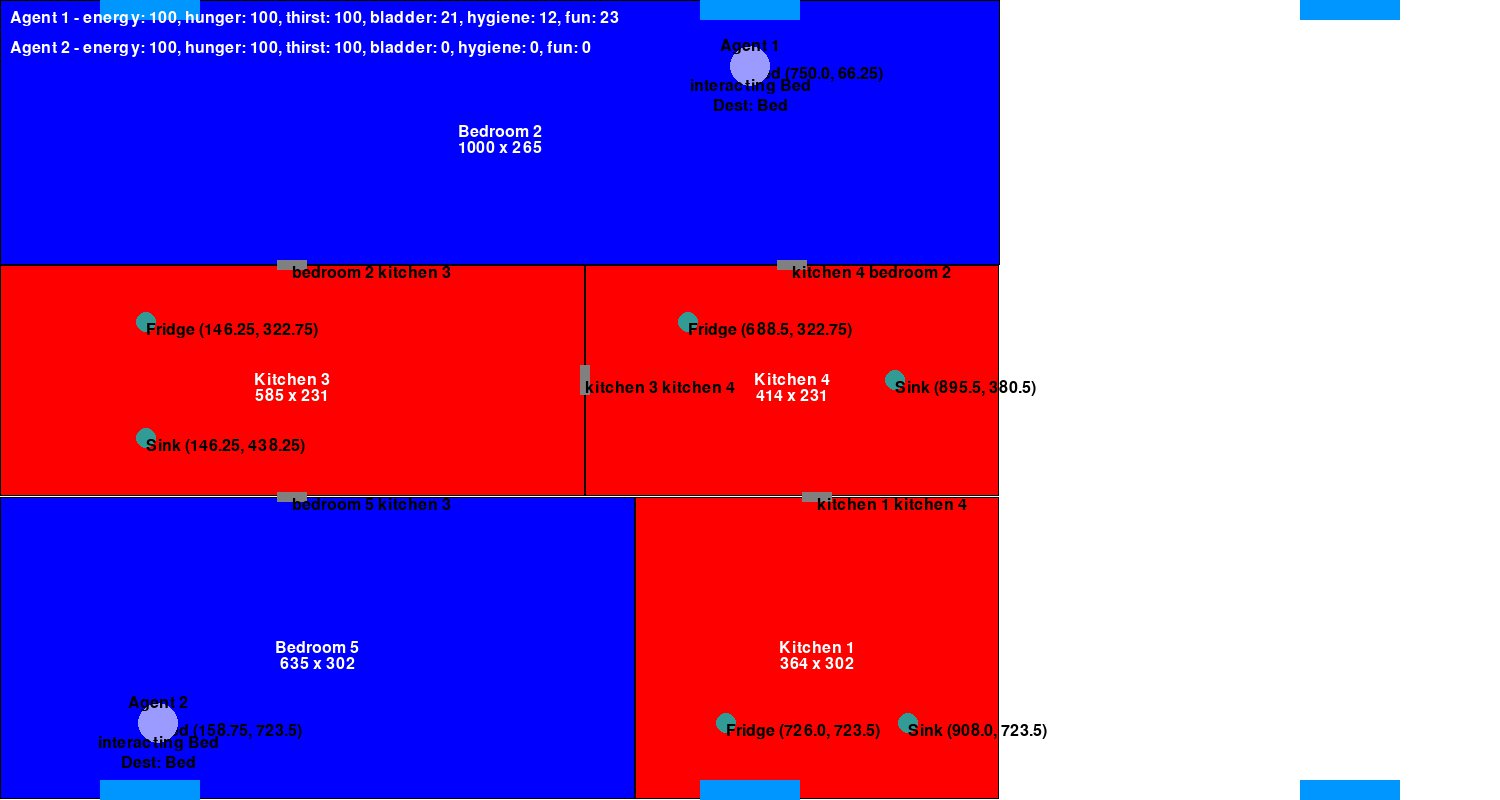 Agent 1 - energy: 100, hunger: 100, thirst: 100, bladder: 21, hygiene: 12, fun: 23
Agent 2 - energy: 100, hunger: 100, thirst: 100, bladder: 0, hygiene: 0, fun: 0
Agent 1
(750.0, 66.25)
interacting Bed
Dest: Bed
Bedroom 2
1000 x 265
bedroom 2 kitchen 3
kitchen 4 bedroom 2
Fridge (146.25, 322.75)
Fridge (688.5, 322.75)
Kitchen 3
585 x 231
kitchen 3 kitchen 4
Kitchen 4
414 x 231
Sink (895.5, 380.5)
Sink (146.25, 438.25)
bedroom 5 kitchen 3
kitchen 1 kitchen 4
Bedroom 5
635 x 302
Kitchen 1
364 x 302
Agent 2
(158.75, 723.5)
interacting Bed
Dest: Bed
Fridge (726.0, 723.5)
Sink (908.0, 723.5)